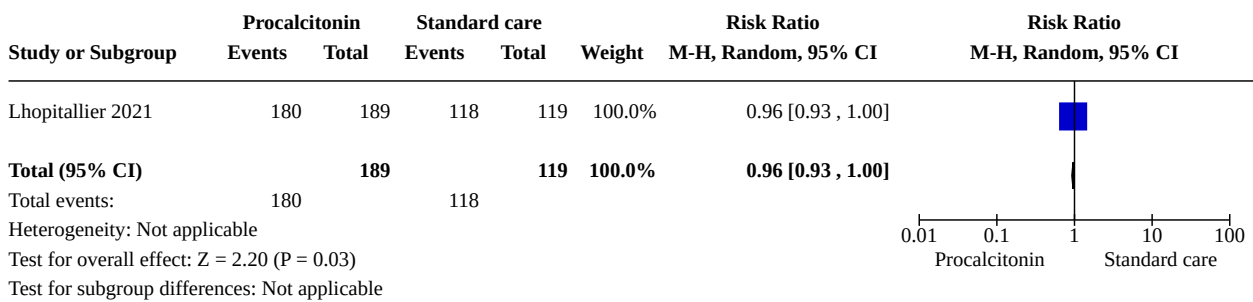 Procalcitonin Standard care Risk Ratio Risk Ratio
Study or Subgroup Events Total Events Total Weight M-H, Random, 95% CI M-H, Random, 95% CI
Lhopitallier 2021 180 189 118 119 100.0% 0.96 [0.93 , 1.00]
Total (95% CI) 189 119 100.0% 0.96 [0.93 , 1.00]
Total events: 180 118
Heterogeneity: Not applicable
0.01 0.1 1 10 100
Test for overall effect: Z = 2.20 (P = 0.03)
Procalcitonin Standard care
Test for subgroup differences: Not applicable